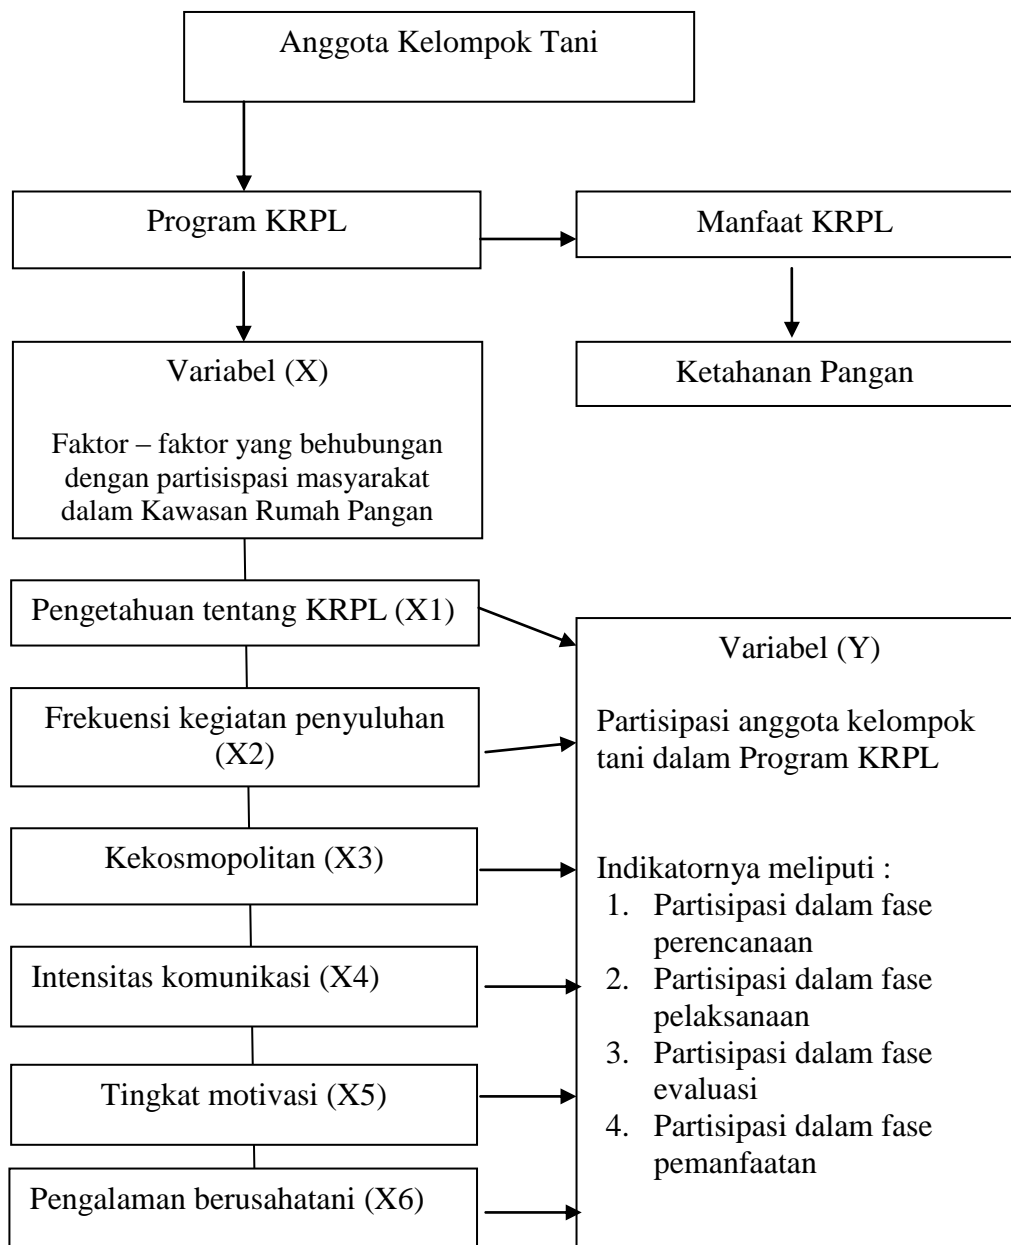 Anggota Kelompok Tani
Program KRPL
Manfaat KRPL
Variabel (X)
Faktor – faktor yang behubungan
dengan partisispasi masyarakat
dalam Kawasan Rumah Pangan
Ketahanan Pangan
Pengetahuan tentang KRPL (X1)
Frekuensi kegiatan penyuluhan
(X2)
Kekosmopolitan (X3)
Intensitas komunikasi (X4)
Tingkat motivasi (X5)
Pengalaman berusahatani (X6)
Variabel (Y)
Partisipasi anggota kelompok
tani dalam Program KRPL
Indikatornya meliputi :
1. Partisipasi dalam fase
perencanaan
2. Partisipasi dalam fase
pelaksanaan
3. Partisipasi dalam fase
evaluasi
4. Partisipasi dalam fase
pemanfaatan